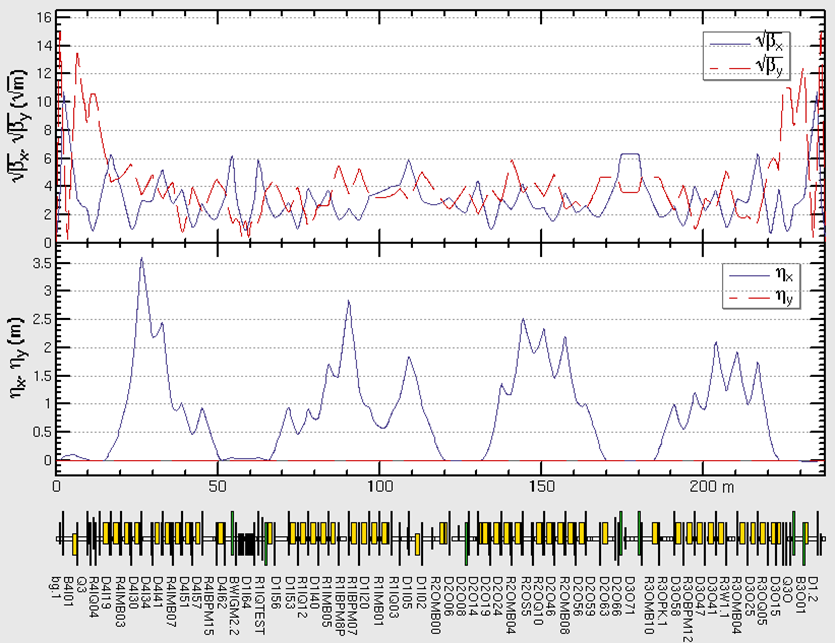 √βx, √βy (√m)
16
14
12
10
8
6
4
2
0
√βx
√βy
ηx, ηy (m)
3.5
3
2.5
2
1.5
1
0.5
0
ηx
ηy
0 50 100 150 200 m
bg.1
B4I01
Q3
R4IQ04
D4I19
R4IMB03
D4I30
D4I34
D4I41
R4IMB07
D4I51
D4I57
R4IBPM15
D4I62
BWIGM2.2
D1I64
R1IQTEST
D1I56
D1I53
R1IQ12
D1I40
R1IMB05
R1IBPM8P
R1IBPM07
D1I21
R1IMB01
R1IQ03
D1I05
D1I02
R2OMB00
D2O06
D2O08
D2O14
D2O19
D2O24
R2OMB04
R2OS5
R2OQ10
D2O46
R2OMB08
D2O56
D2O59
D2O63
D2O66
D3O71
R3OMB10
R3OPK.1
D3O58
R3OBPM12
D3O47
D3O41
R3W1.1
R3OMB04
D3O25
R3OQ05
D3O15
Q3O
B3O01
D1.2